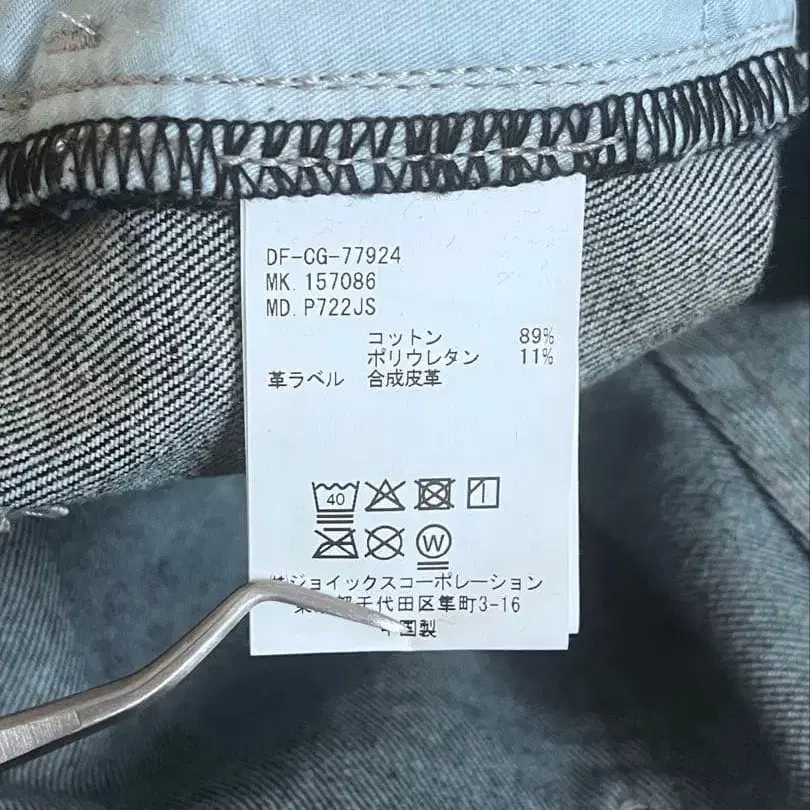 DF-CG-77924
MK. 157086
MD. P722JS
コットン 89%
ポリウレタン 11%
革ラベル 合成皮革
40
W
ジョイックスコーポレーション
千代田区隼町3-16
国製